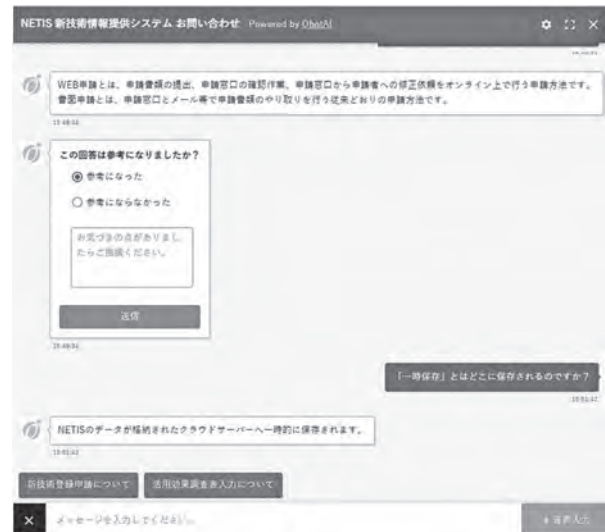 NETIS 新技術情報提供システム お問い合わせ Powered by ObotAI
WEB申請とは、申請書類の提出、申請窓口の確認作業、申請窓口から申請者への修正依頼をオンライン上で行う申請方法です。
書面申請とは、申請窓口とメール等で申請書類のやり取りを行う従来どおりの申請方法です。
この回答は参考になりましたか?
参考になった
参考にならなかった
お気づきの点がありまし
たらご指摘ください。
送信
「一時保存」とはどこに保存されるのですか?
NETISのデータが格納されたクラウドサーバーへ一時的に保存されます。
新技術登録申請について 活用効果調査表入力について
メッセージを入力してください...
音声入力